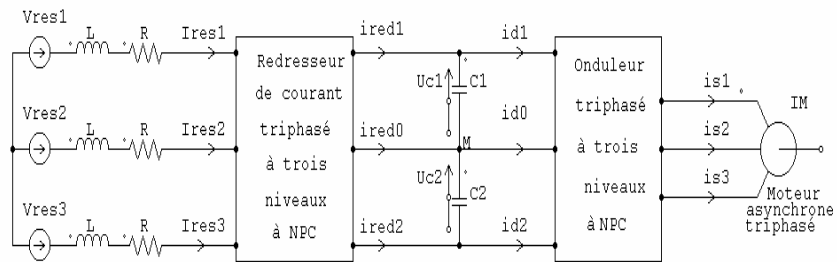 Vres1 L R Ires1
Vres2 L R Ires2
Vres3 L R Ires3
Redresseur
de courant
triphasé
à trois
niveaux
à NPC
ired1
ired0
ired2
Uc1 C1
M
Uc2 C2
id1
id0
id2
Onduleur
triphasé
à trois
niveaux
à NPC
is1
is2
is3
IM
Moteur
asynchrone
triphasé